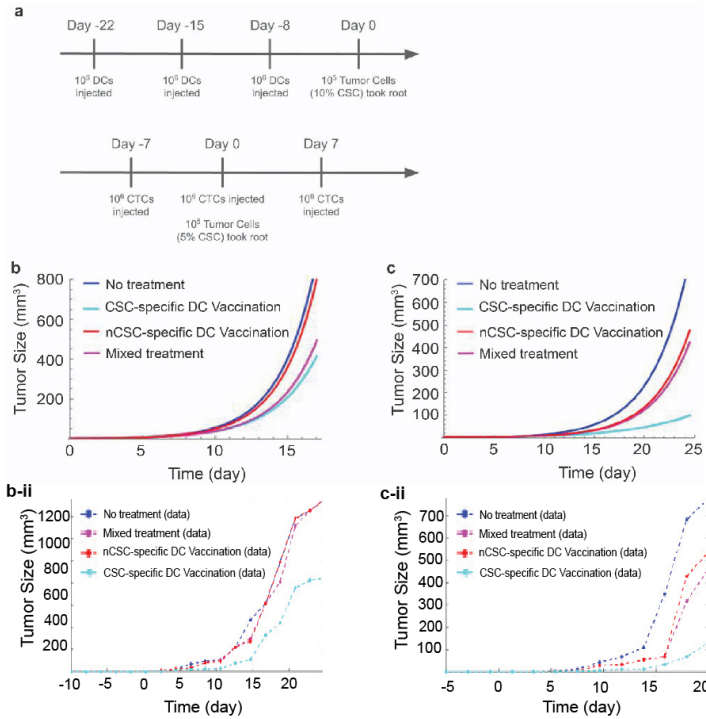 a
Day -22 Day -15 Day -8 Day 0
10⁶ DCs injected 10⁶ DCs injected 10⁶ DCs injected 10⁵ Tumor Cells (10% CSC) took root
Day -7 Day 0 Day 7
10⁶ CTCs injected 10⁶ CTCs injected 10⁶ CTCs injected
10⁵ Tumor Cells (5% CSC) took root
b
Tumor Size (mm³)
800
600
400
200
No treatment
CSC-specific DC Vaccination
nCSC-specific DC Vaccination
Mixed treatment
0 5 10 15
Time (day)
c
Tumor Size (mm³)
700
600
500
400
300
200
100
No treatment
CSC-specific DC Vaccination
nCSC-specific DC Vaccination
Mixed treatment
0 5 10 15 20 25
Time (day)
b-ii
Tumor Size (mm³)
1200
1000
800
600
400
200
No treatment (data)
Mixed treatment (data)
nCSC-specific DC Vaccination (data)
CSC-specific DC Vaccination (data)
-10 -5 0 5 10 15 20
Time (day)
c-ii
Tumor Size (mm³)
700
600
500
400
300
200
100
No treatment (data)
Mixed treatment (data)
nCSC-specific DC Vaccination (data)
CSC-specific DC Vaccination (data)
-5 0 5 10 15 20
Time (day)